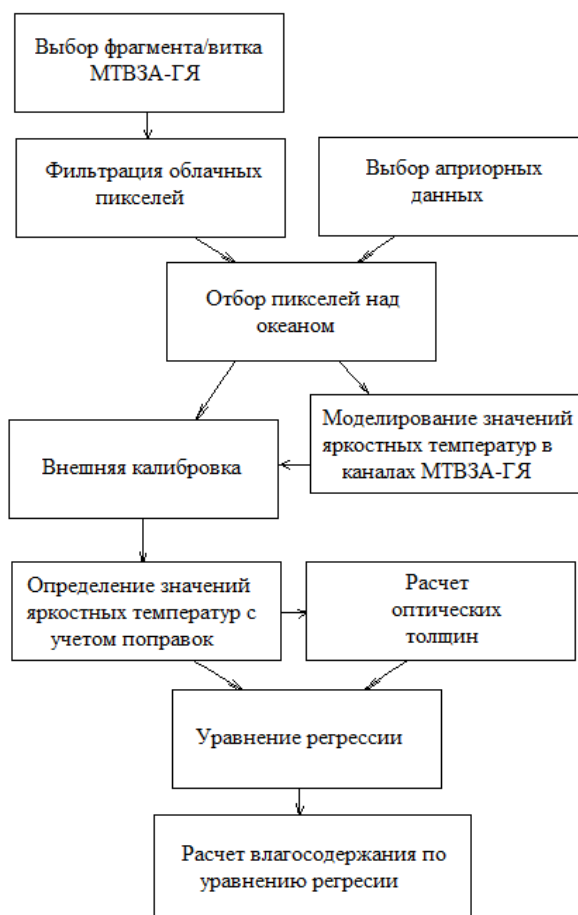 Выбор фрагмента/витка
МТВЗА-ГЯ
Фильтрация облачных
пикселей
Выбор априорных
данных
Отбор пикселей над
океаном
Моделирование значений
яркостных температур в
каналах МТВЗА-ГЯ
Внешняя калибровка
Определение значений
яркостных температур с
учетом поправок
Расчет
оптических
толщин
Уравнение регрессии
Расчет влагосодержания по
уравнению регресии